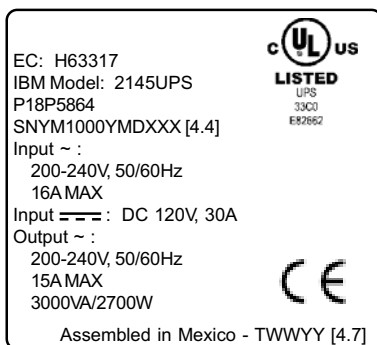 EC: H63317
IBM Model: 2145UPS
P18P5864
SNYM1000YMDXXX [4.4]
Input ~ :
200-240V, 50/60Hz
16A MAX
Input ⎓ : DC 120V, 30A
Output ~ :
200-240V, 50/60Hz
15A MAX
3000VA/2700W
c UL US
LISTED
UPS
33C0
E82662
CE
Assembled in Mexico - TWWYY [4.7]